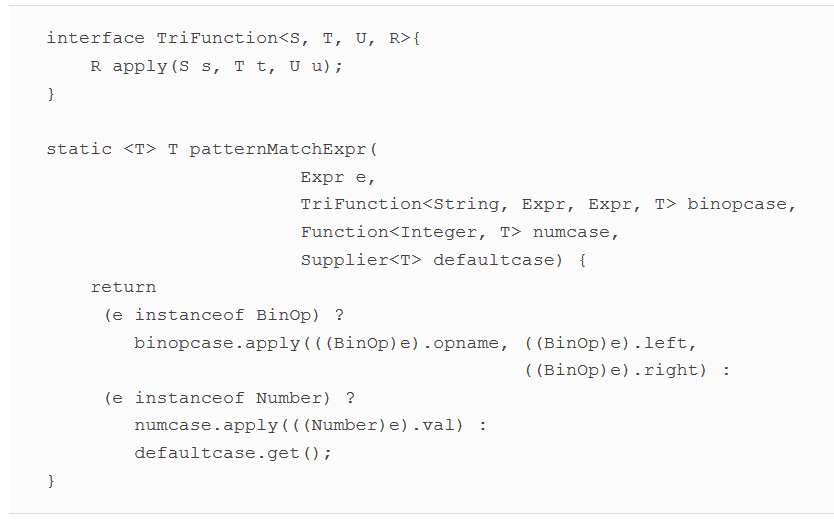 interface TriFunction<S, T, U, R>{
    R apply(S s, T t, U u);
}

static <T> T patternMatchExpr(
                       Expr e,
                       TriFunction<String, Expr, Expr, T> binopcase,
                       Function<Integer, T> numcase,
                       Supplier<T> defaultcase) {
    return
     (e instanceof BinOp) ?
        binopcase.apply(((BinOp)e).opname, ((BinOp)e).left,
                                           ((BinOp)e).right) :
     (e instanceof Number) ?
        numcase.apply(((Number)e).val) :
        defaultcase.get();
}